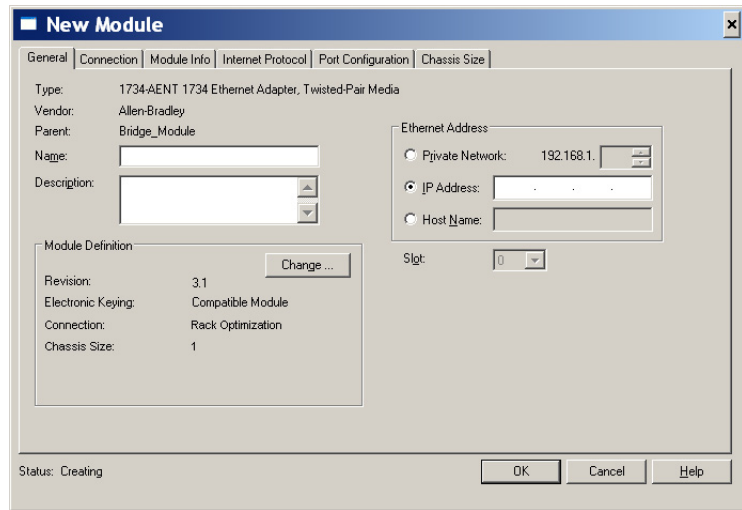 New Module
General Connection Module Info Internet Protocol Port Configuration Chassis Size
Type: 1734-AENT 1734 Ethernet Adapter, Twisted-Pair Media
Vendor: Allen-Bradley
Parent: Bridge_Module
Name:
Description:
Ethernet Address
Private Network: 192.168.1.
IP Address: . . .
Host Name:
Slot: 0
Module Definition
Change ...
Revision: 3.1
Electronic Keying: Compatible Module
Connection: Rack Optimization
Chassis Size: 1
Status: Creating
OK Cancel Help